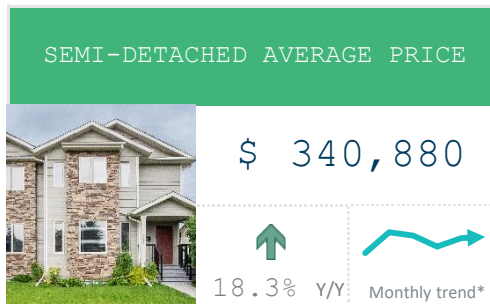 SEMI-DETACHED AVERAGE PRICE
$ 340,880
18.3% Y/Y
Monthly trend*